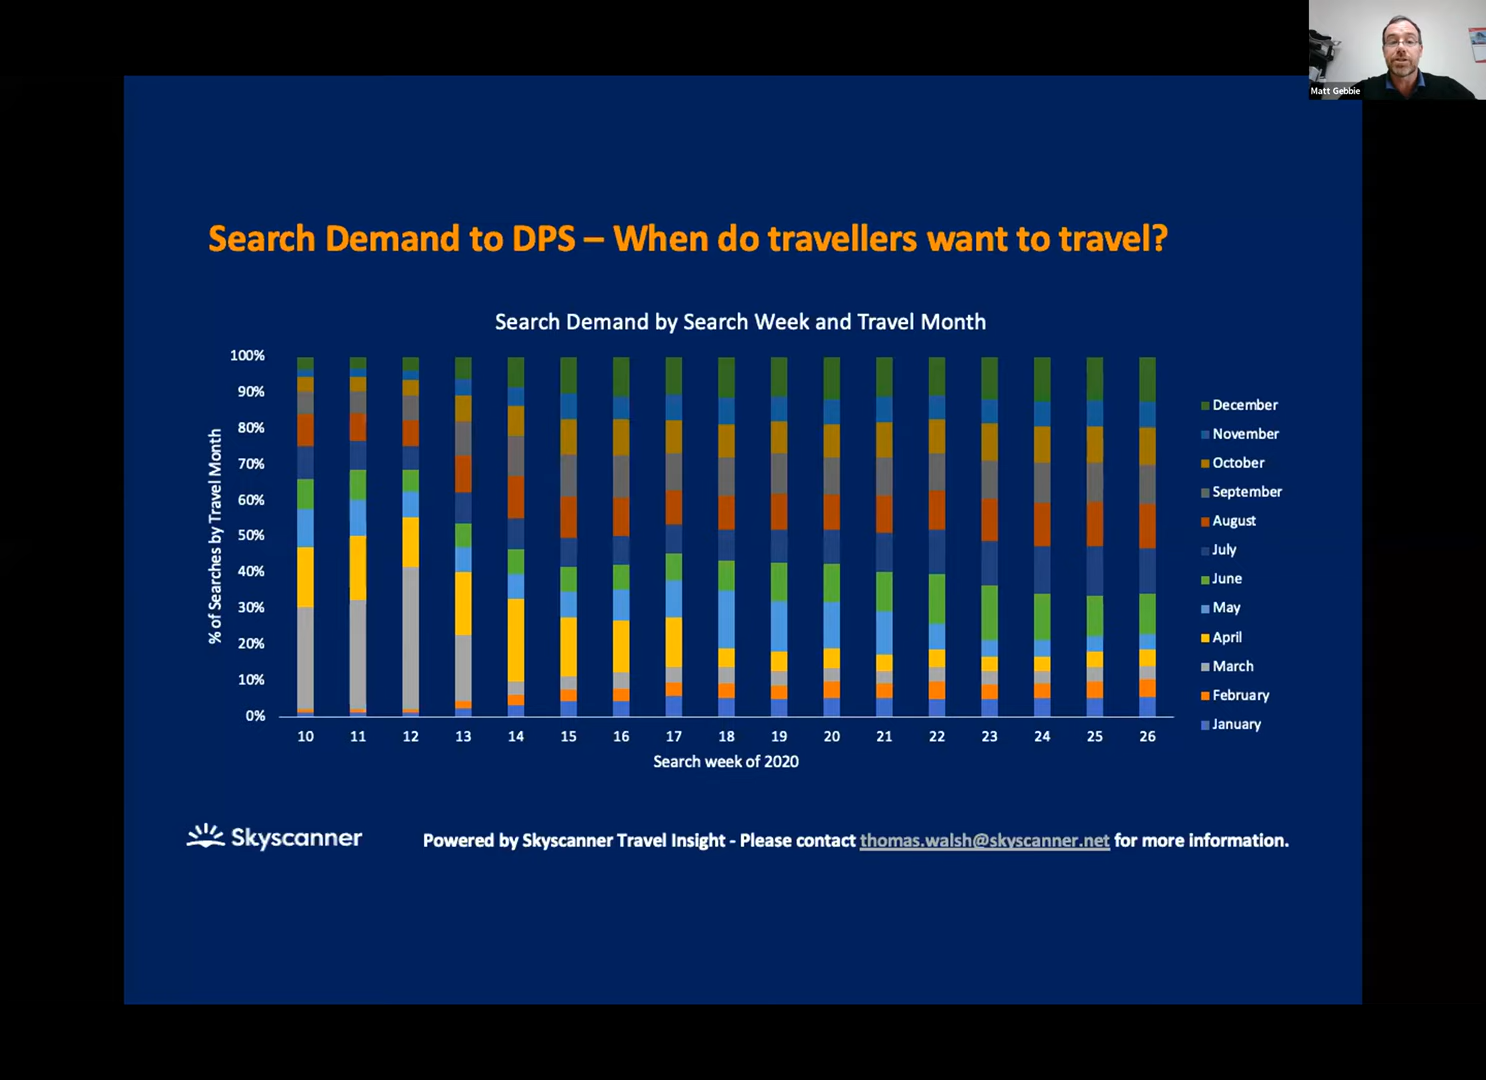 Matt Gebbie
Search Demand to DPS – When do travellers want to travel?
Search Demand by Search Week and Travel Month
% of Searches by Travel Month
100%
90%
80%
70%
60%
50%
40%
30%
20%
10%
0%
10 11 12 13 14 15 16 17 18 19 20 21 22 23 24 25 26
Search week of 2020
December
November
October
September
August
July
June
May
April
March
February
January
Skyscanner
Powered by Skyscanner Travel Insight - Please contact thomas.walsh@skyscanner.net for more information.